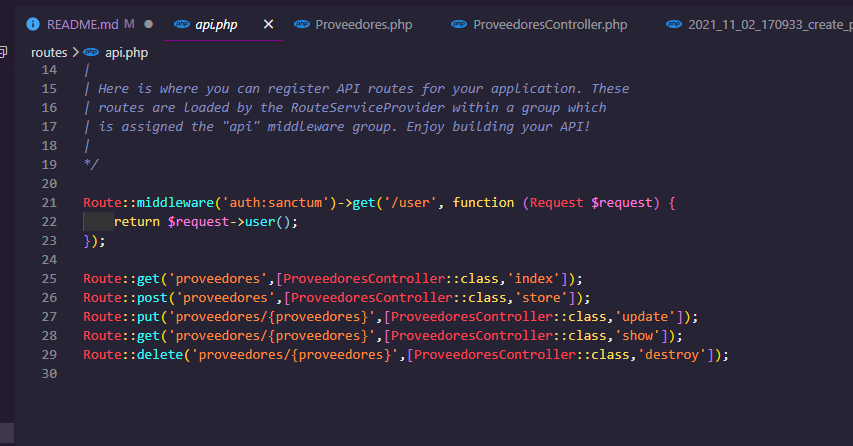 README.md M
api.php
Proveedores.php
ProveedoresController.php
2021_11_02_170933_create_p
routes > api.php
14 |
15 | Here is where you can register API routes for your application. These
16 | routes are loaded by the RouteServiceProvider within a group which
17 | is assigned the "api" middleware group. Enjoy building your API!
18 |
19 */
20
21 Route::middleware('auth:sanctum')->get('/user', function (Request $request) {
22     return $request->user();
23 });
24
25 Route::get('proveedores',[ProveedoresController::class,'index']);
26 Route::post('proveedores',[ProveedoresController::class,'store']);
27 Route::put('proveedores/{proveedores}',[ProveedoresController::class,'update']);
28 Route::get('proveedores/{proveedores}',[ProveedoresController::class,'show']);
29 Route::delete('proveedores/{proveedores}',[ProveedoresController::class,'destroy']);
30